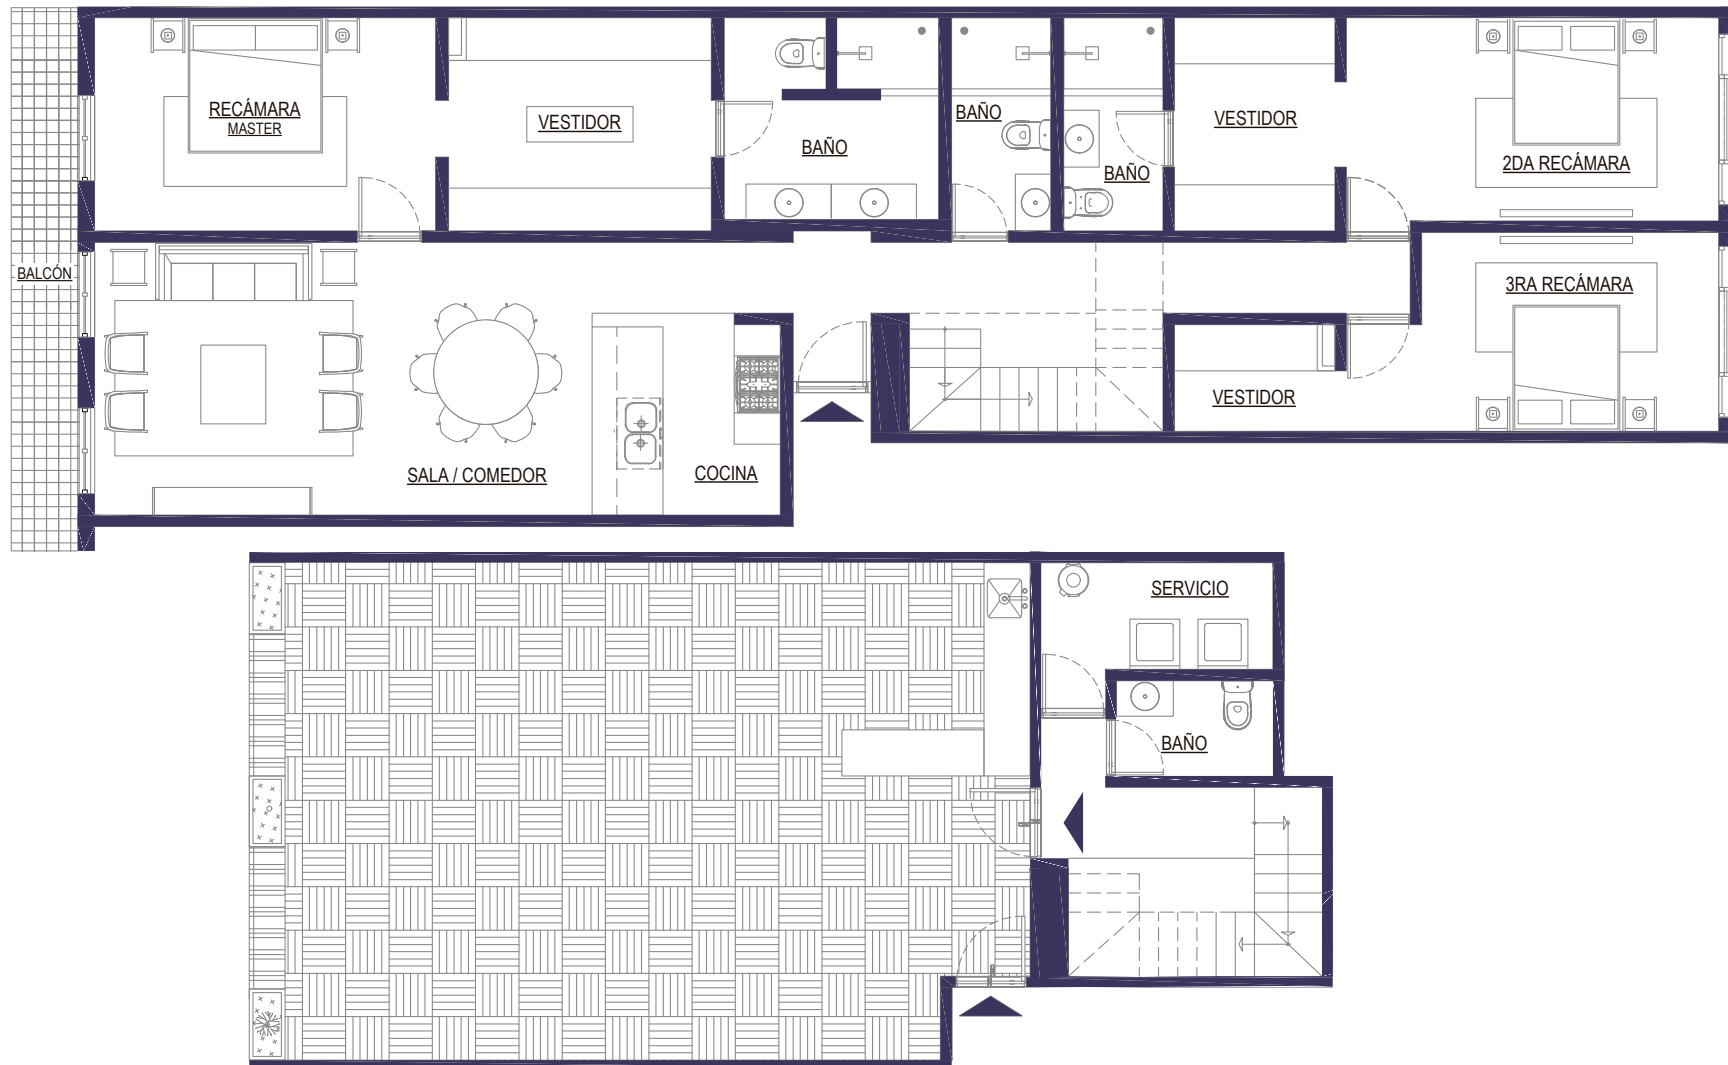 RECÁMARA
MASTER
VESTIDOR
BAÑO
BAÑO
BAÑO
VESTIDOR
2DA RECÁMARA
BALCÓN
3RA RECÁMARA
VESTIDOR
SALA / COMEDOR
COCINA
SERVICIO
BAÑO